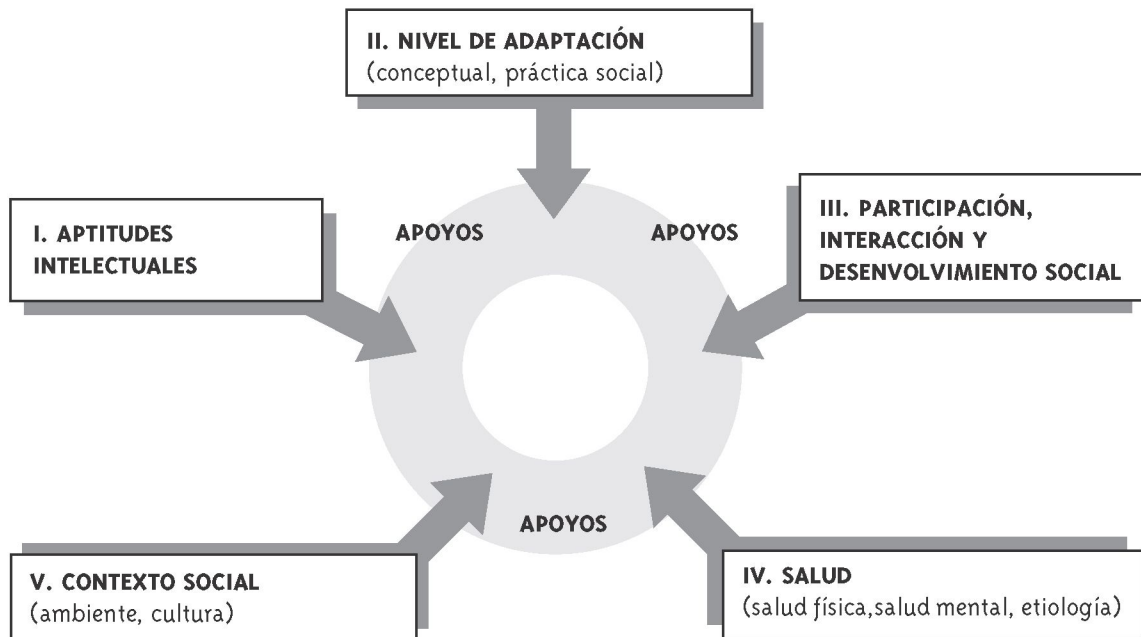 II. NIVEL DE ADAPTACIÓN
(conceptual, práctica social)
I. APTITUDES
INTELECTUALES
APOYOS
APOYOS
III. PARTICIPACIÓN,
INTERACCIÓN Y
DESENVOLVIMIENTO SOCIAL
APOYOS
V. CONTEXTO SOCIAL
(ambiente, cultura)
IV. SALUD
(salud física,salud mental, etiología)